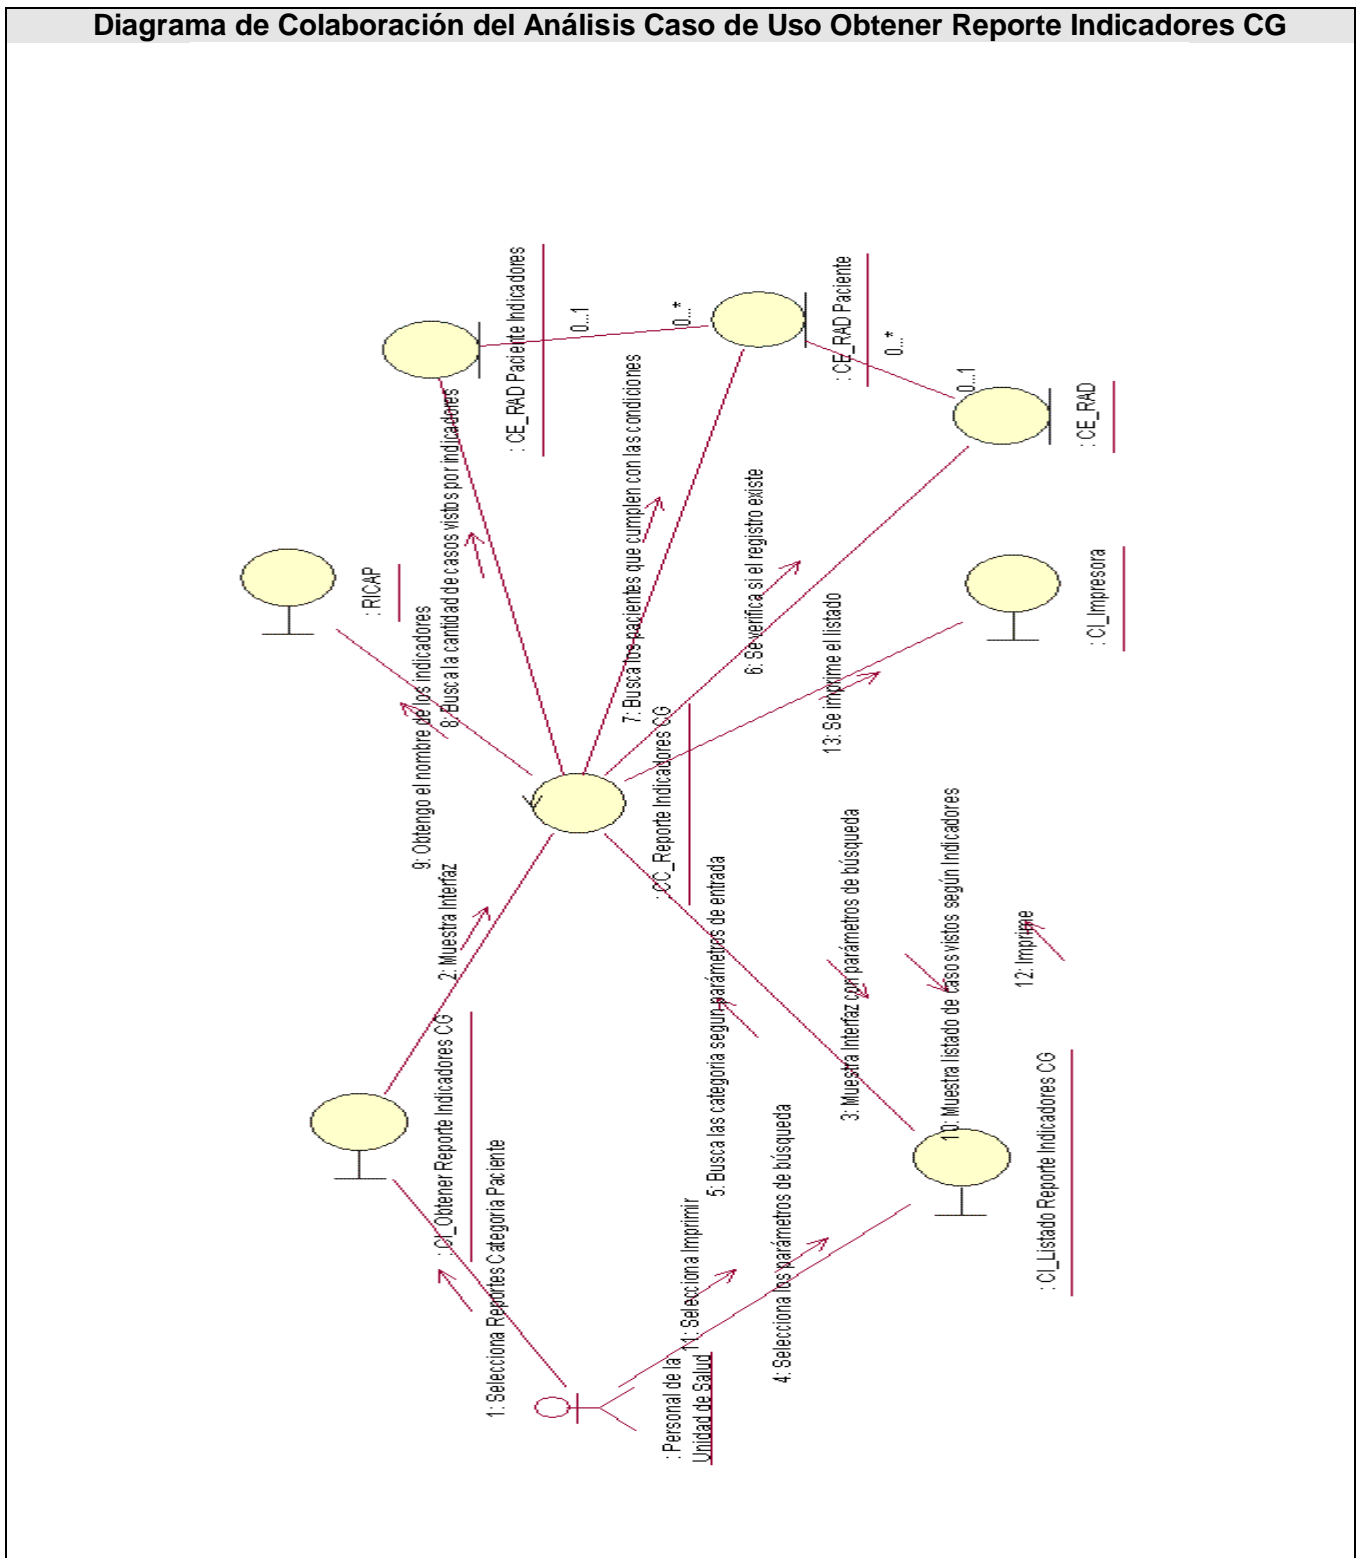 Diagrama de Colaboración del Análisis Caso de Uso Obtener Reporte Indicadores CG
: CE_RAD Paciente Indicadores
0...1
0...*
: CE_RAD Paciente
0...*
0...1
: CE_RAD
: RICAP
9: Obtengo el nombre de los indicadores
8: Busca la cantidad de casos vistos por indicadores
7: Busca los pacientes que cumplen con las condiciones
6: Se verifica si el registro existe
13: Se imprime el listado
: CI_Impresora
: CC_Reporte Indicadores CG
2: Muestra Interfaz
5: Busca las categoria segun parámetros de entrada
3: Muestra Interfaz con parámetros de búsqueda
10: Muestra listado de casos vistos según Indicadores
12: Imprime
: CI_Obtener Reporte Indicadores CG
1: Selecciona Reportes Categoria Paciente
11: Selecciona Imprimir
4: Selecciona los parámetros de búsqueda
: CI_Listado Reporte Indicadores CG
: Personal de la
Unidad de Salud